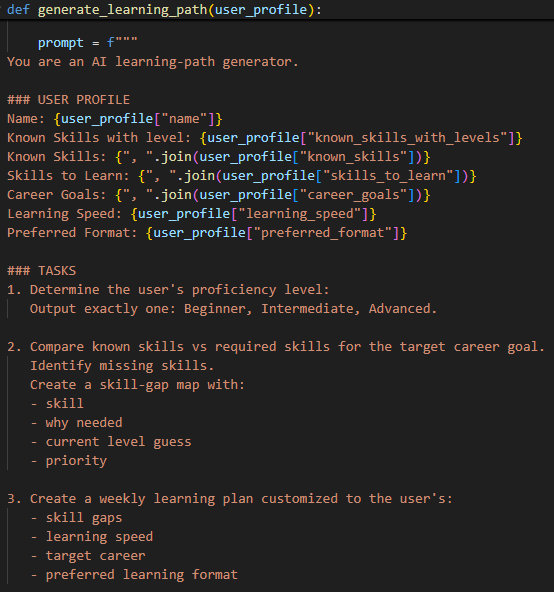 def generate_learning_path(user_profile):
prompt = f"""
You are an AI learning-path generator.
### USER PROFILE
Name: {user_profile["name"]}
Known Skills with level: {user_profile["known_skills_with_levels"]}
Known Skills: {", ".join(user_profile["known_skills"])}
Skills to Learn: {", ".join(user_profile["skills_to_learn"])}
Career Goals: {", ".join(user_profile["career_goals"])}
Learning Speed: {user_profile["learning_speed"]}
Preferred Format: {user_profile["preferred_format"]}
### TASKS
1. Determine the user's proficiency level:
Output exactly one: Beginner, Intermediate, Advanced.
2. Compare known skills vs required skills for the target career goal.
Identify missing skills.
Create a skill-gap map with:
- skill
- why needed
- current level guess
- priority
3. Create a weekly learning plan customized to the user's:
- skill gaps
- learning speed
- target career
- preferred learning format